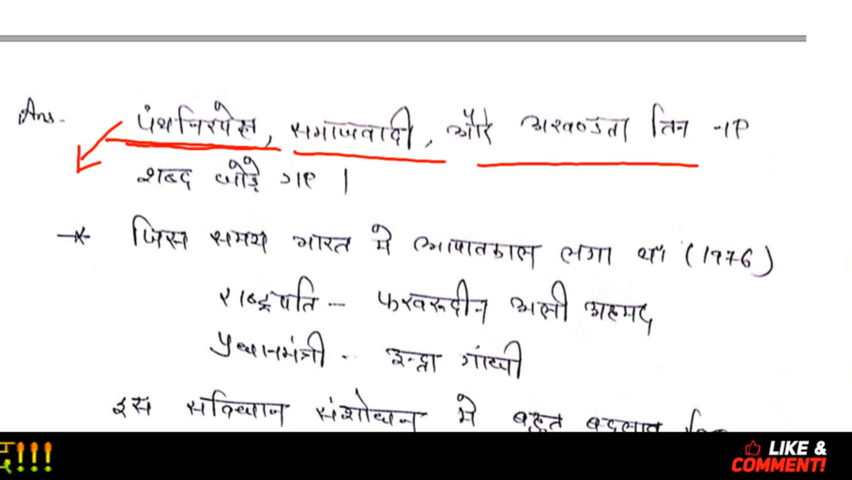 Ans. पंथनिरपेक्ष, समाजवादी, और अखण्डता तिन नए
शब्द जोड़े गए |
* जिस समय भारत मे आपातकाल लगा था (1976)
राष्ट्रपति - फखरूदीन अली अहमद
प्रधानमंत्री - इन्द्रा गांधी
इस संविधान संशोधन मे बहुत बदलाव
!!! LIKE &
COMMENT!